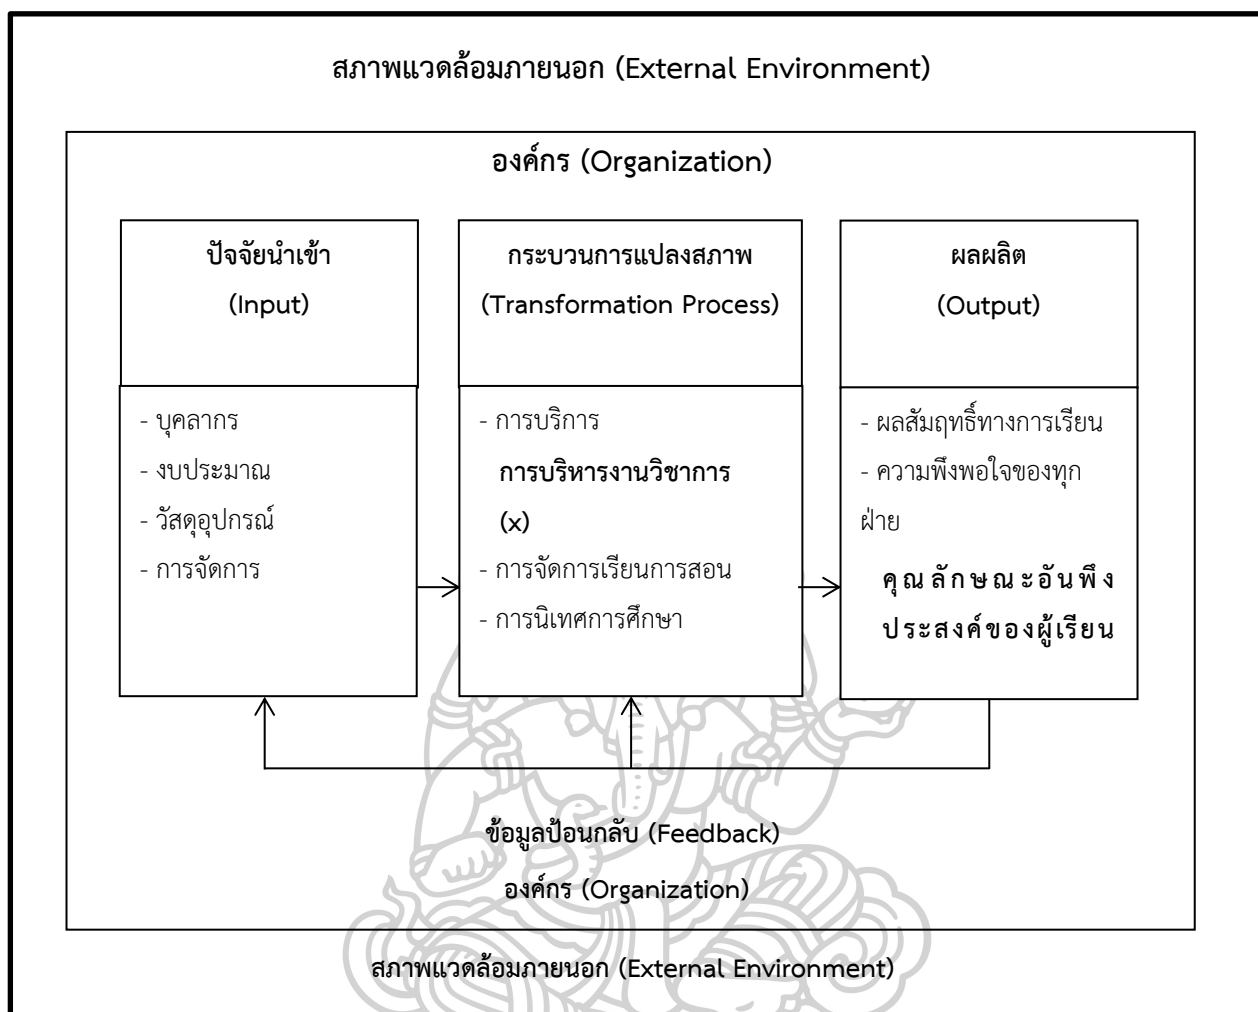 สภาพแวดล้อมภายนอก (External Environment)
องค์กร (Organization)
ปัจจัยนำเข้า
(Input)
- บุคลากร
- งบประมาณ
- วัสดุอุปกรณ์
- การจัดการ
กระบวนการแปลงสภาพ
(Transformation Process)
- การบริการ
การบริหารงานวิชาการ
(x)
- การจัดการเรียนการสอน
- การนิเทศการศึกษา
ผลผลิต
(Output)
- ผลสัมฤทธิ์ทางการเรียน
- ความพึงพอใจของทุก
ฝ่าย
คุณลักษณะอันพึง
ประสงค์ของผู้เรียน
ข้อมูลป้อนกลับ (Feedback)
องค์กร (Organization)
สภาพแวดล้อมภายนอก (External Environment)